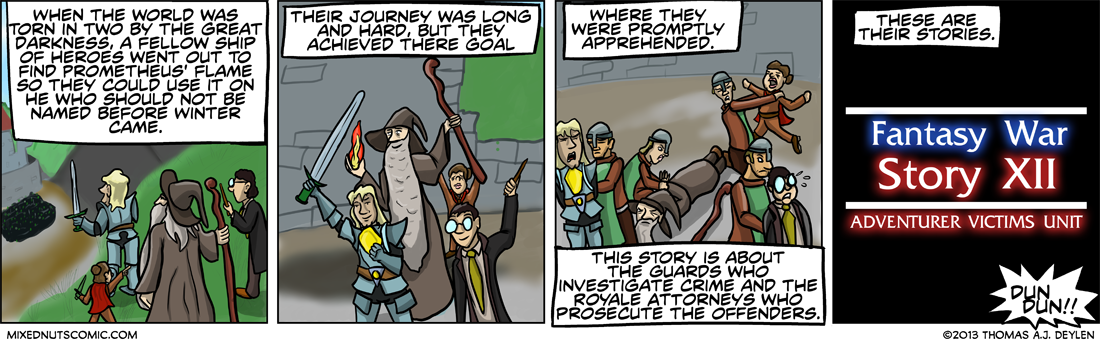 WHEN THE WORLD WAS
TORN IN TWO BY THE GREAT
DARKNESS, A FELLOW SHIP
OF HEROES WENT OUT TO
FIND PROMETHEUS' FLAME
SO THEY COULD USE IT ON
HE WHO SHOULD NOT BE
NAMED BEFORE WINTER
CAME.
THEIR JOURNEY WAS LONG
AND HARD, BUT THEY
ACHIEVED THERE GOAL
WHERE THEY
WERE PROMPTLY
APPREHENDED.
THIS STORY IS ABOUT
THE GUARDS WHO
INVESTIGATE CRIME AND THE
ROYALE ATTORNEYS WHO
PROSECUTE THE OFFENDERS.
THESE ARE
THEIR STORIES.
Fantasy War
Story XII
ADVENTURER VICTIMS UNIT
DUN
DUN!!
MIXEDNUTSCOMIC.COM
©2013 THOMAS A.J. DEYLEN